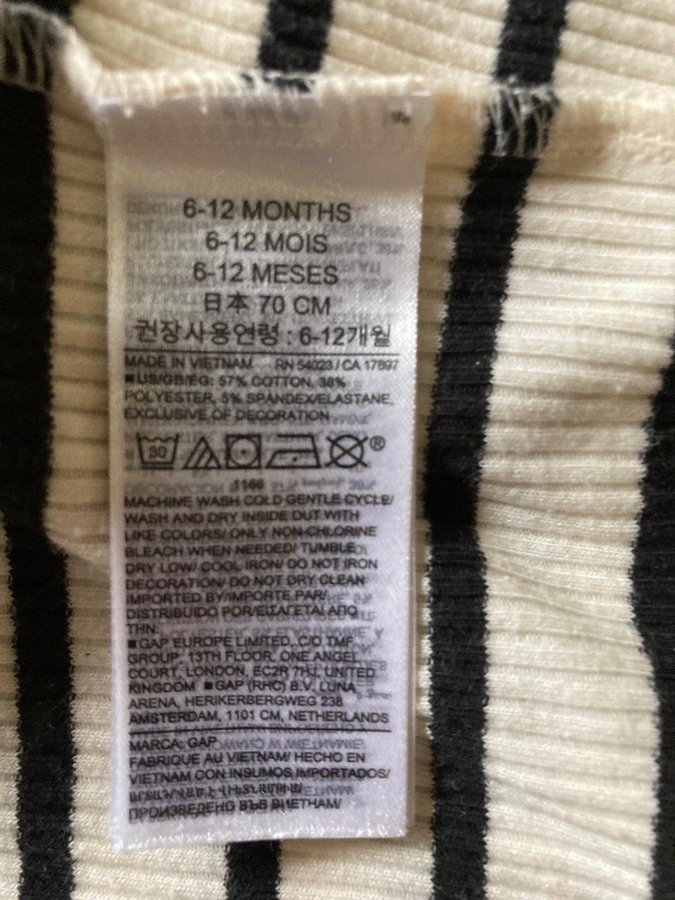 6-12 MONTHS
6-12 MOIS
6-12 MESES
日本 70 CM
권장사용연령 : 6-12개월
MADE IN VIETNAM RN 54023 / CA 17897
■US/GB/EG: 57% COTTON, 38%
POLYESTER, 5% SPANDEX/ELASTANE,
EXCLUSIVE OF DECORATION
30
®
1166
MACHINE WASH COLD GENTLE CYCLE/
WASH AND DRY INSIDE OUT WITH
LIKE COLORS/ ONLY NON-CHLORINE
BLEACH WHEN NEEDED/ TUMBLE
DRY LOW/ COOL IRON/ DO NOT IRON
DECORATION/ DO NOT DRY CLEAN
IMPORTED BY/IMPORTE PAR/
DISTRIBUIDO POR/ΕΙΣΑΓΕΤΑΙ ΑΠΟ
ΤΗΝ:
■GAP EUROPE LIMITED, C/O TMF
GROUP, 13TH FLOOR, ONE ANGEL
COURT, LONDON, EC2R 7HJ, UNITED
KINGDOM ■GAP (RHC) B.V. LUNA
ARENA, HERIKERBERGWEG 238
AMSTERDAM, 1101 CM, NETHERLANDS
MARCA: GAP
FABRIQUE AU VIETNAM/ HECHO EN
VIETNAM CON INSUMOS IMPORTADOS/
ПРОИЗВЕДЕНО ВЪВ ВИЕТНАМ/